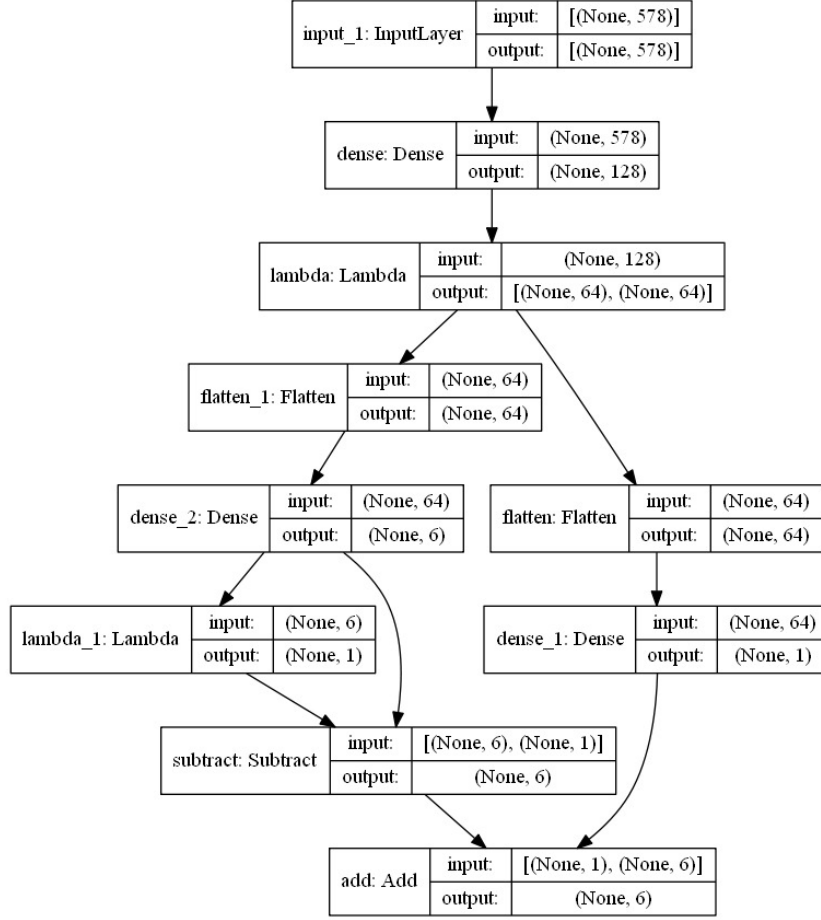 input_1: InputLayer
input: [(None, 578)]
output: [(None, 578)]
dense: Dense
input: (None, 578)
output: (None, 128)
lambda: Lambda
input: (None, 128)
output: [(None, 64), (None, 64)]
flatten_1: Flatten
input: (None, 64)
output: (None, 64)
dense_2: Dense
input: (None, 64)
output: (None, 6)
flatten: Flatten
input: (None, 64)
output: (None, 64)
lambda_1: Lambda
input: (None, 6)
output: (None, 1)
dense_1: Dense
input: (None, 64)
output: (None, 1)
subtract: Subtract
input: [(None, 6), (None, 1)]
output: (None, 6)
add: Add
input: [(None, 1), (None, 6)]
output: (None, 6)